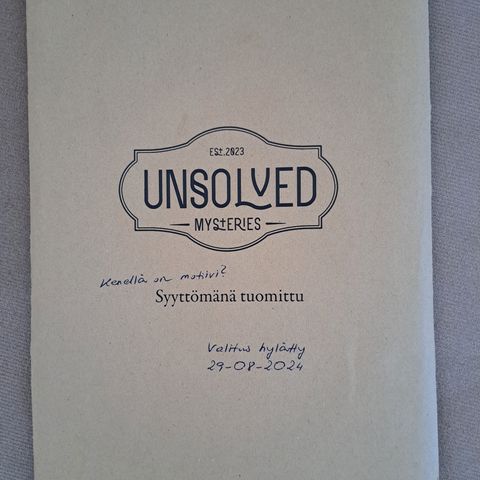 Est.2023
UNSOLVED
MYSTERIES
Kenellä on motiivi?
Syyttömänä tuomittu
Valitus hylätty
29-08-2024